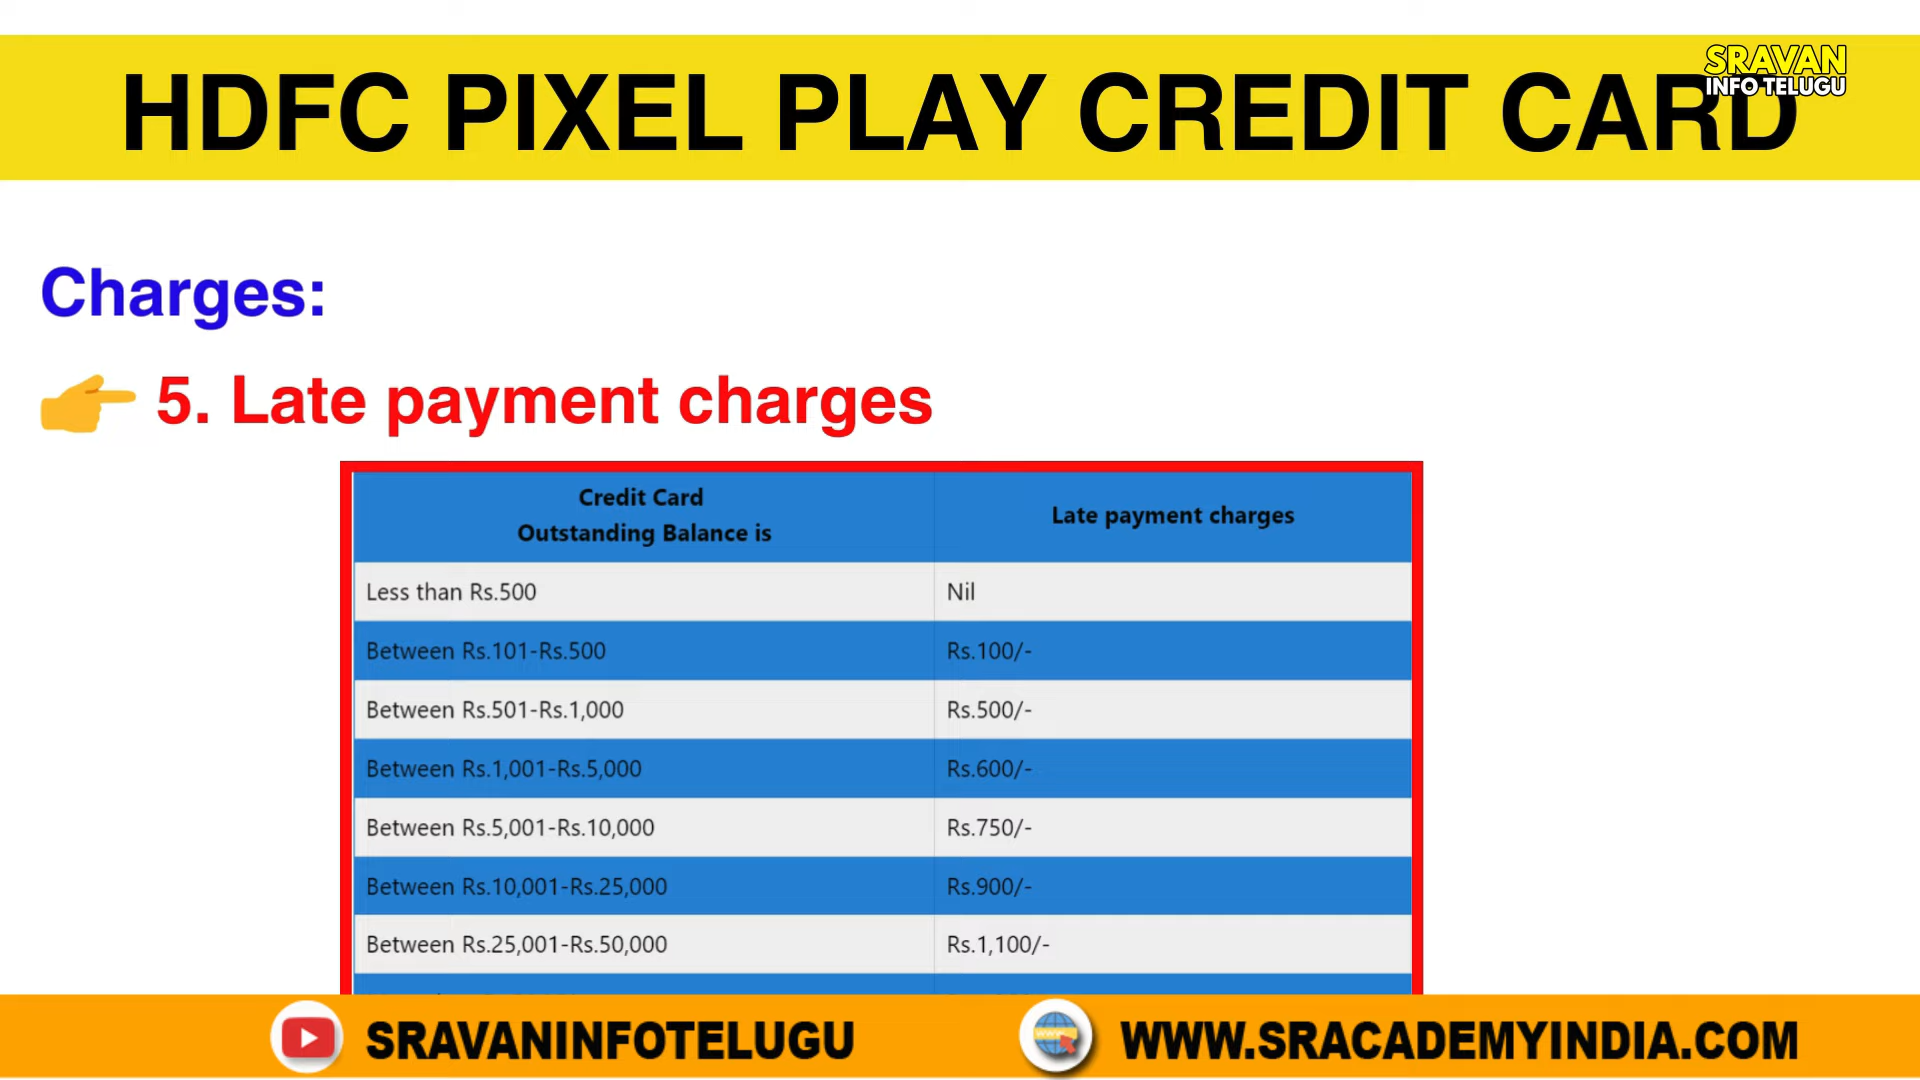 HDFC PIXEL PLAY CREDIT CARD
SRAVAN
INFO TELUGU
Charges:
5. Late payment charges
Credit Card
Outstanding Balance is
Late payment charges
Less than Rs.500
Nil
Between Rs.101-Rs.500
Rs.100/-
Between Rs.501-Rs.1,000
Rs.500/-
Between Rs.1,001-Rs.5,000
Rs.600/-
Between Rs.5,001-Rs.10,000
Rs.750/-
Between Rs.10,001-Rs.25,000
Rs.900/-
Between Rs.25,001-Rs.50,000
Rs.1,100/-
SRAVANINFOTELUGU
WWW.SRACADEMYINDIA.COM